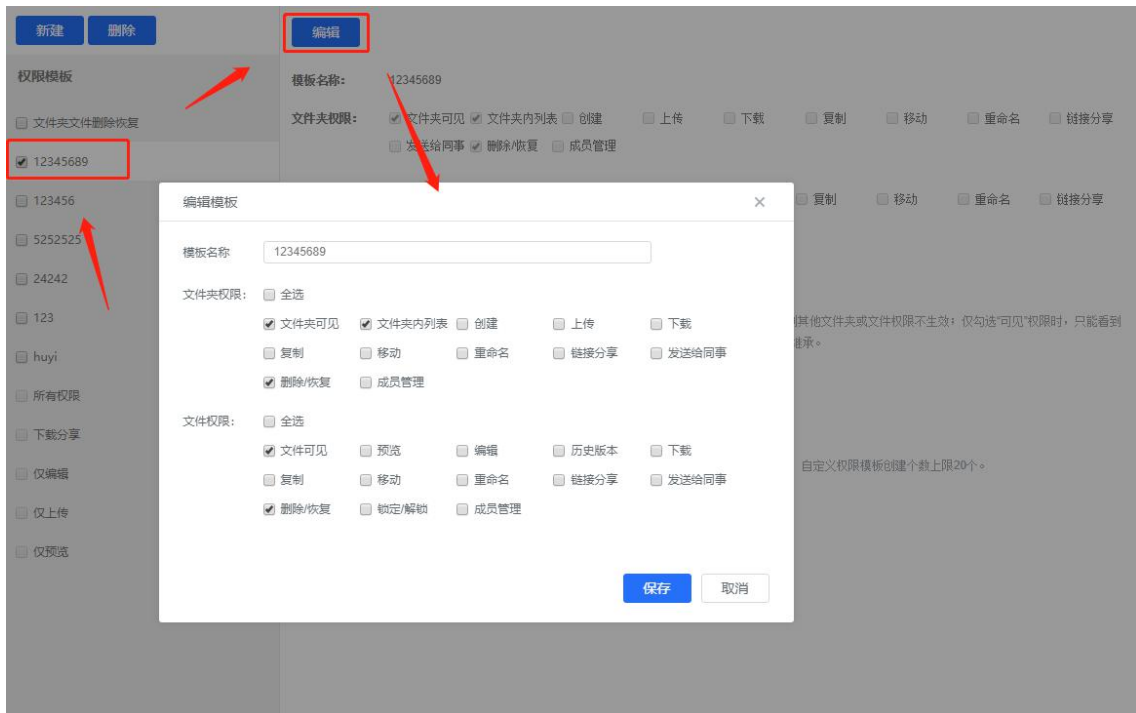 新建 删除
编辑
权限模板
模板名称: 12345689
文件夹权限: 文件夹可见 文件夹内列表 创建 上传 下载 复制 移动 重命名 链接分享
发送给同事 删除/恢复 成员管理
文件夹文件删除恢复
12345689
123456
5252525
24242
123
huyi
所有权限
下载分享
仅编辑
仅上传
仅预览
复制 移动 重命名 链接分享
其他文件夹或文件权限不生效；仅勾选"可见"权限时，只能看到
继承。
自定义权限模板创建个数上限20个。
编辑模板 ×
模板名称 12345689
文件夹权限: 全选
文件夹可见 文件夹内列表 创建 上传 下载
复制 移动 重命名 链接分享 发送给同事
删除/恢复 成员管理
文件权限: 全选
文件可见 预览 编辑 历史版本 下载
复制 移动 重命名 链接分享 发送给同事
删除/恢复 锁定/解锁 成员管理
保存 取消